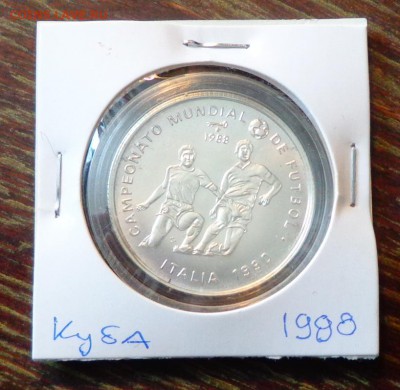 CAMPEONATO MUNDIAL DE FUTBOL
1988
ITALIA 1990
Куба 1988